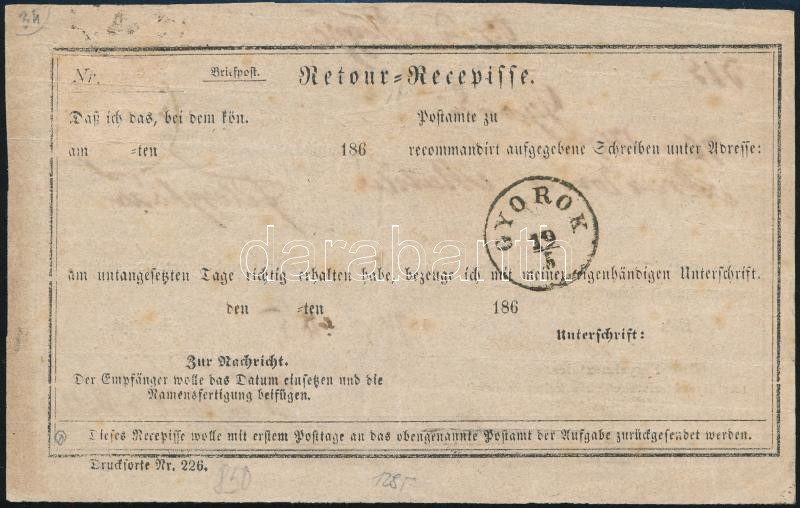 34
Nr.
Briefpost.
Retour-Recepisse.
Daß ich das, bei dem kön. Postamte zu
am -ten 186 recommandirt aufgegebene Schreiben unter Adresse:
GYOROK
19/5
darabanth.com
am untangesetzten Tage richtig erhalten habe, bezeuge ich mit meiner eigenhändigen Unterschrift.
den -ten 186
Unterschrift:
Zur Nachricht.
Der Empfänger wolle das Datum einsetzen und die
Namensfertigung beifügen.
Dieses Recepisse wolle mit erstem Posttage an das obengenannte Postamt der Aufgabe zurückgesendet werden.
Drucksorte Nr. 226.
850